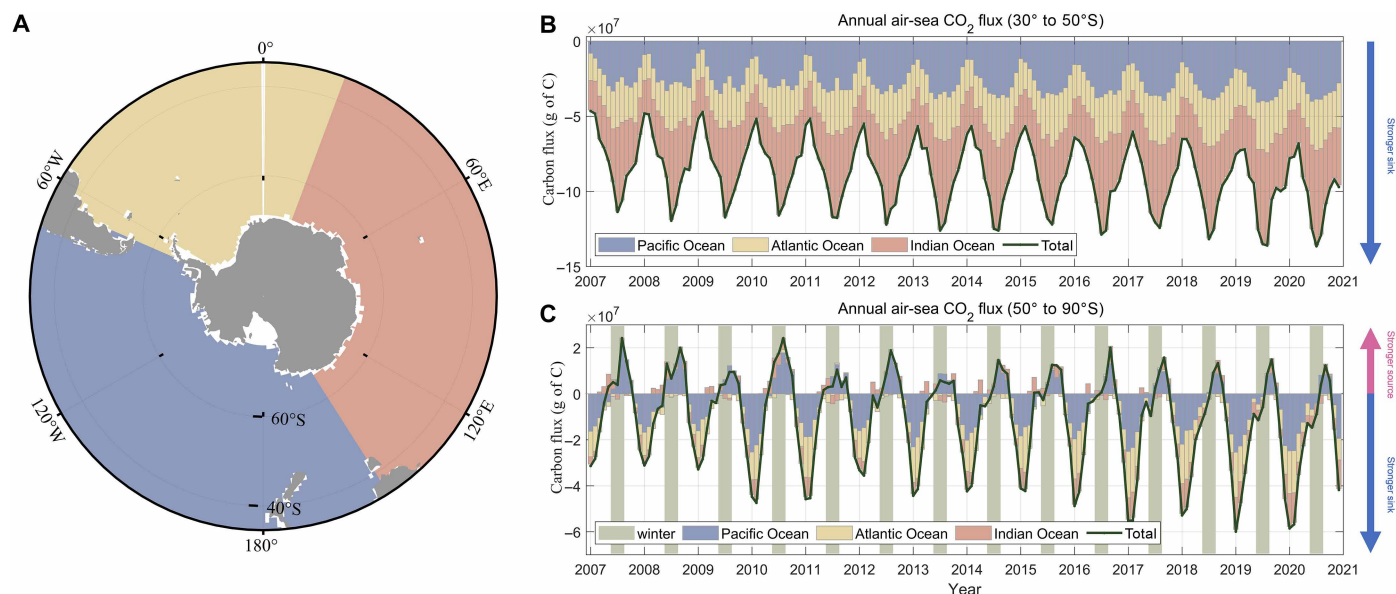 A
0°
60°W
60°E
120°W
120°E
60°S
40°S
180°
B
Annual air-sea CO2 flux (30° to 50°S)
×10^7
0
−5
−10
−15
Carbon flux (g of C)
Pacific Ocean Atlantic Ocean Indian Ocean Total
2007 2008 2009 2010 2011 2012 2013 2014 2015 2016 2017 2018 2019 2020 2021
Stronger sink
C
Annual air-sea CO2 flux (50° to 90°S)
×10^7
2
0
−2
−4
−6
Carbon flux (g of C)
winter Pacific Ocean Atlantic Ocean Indian Ocean Total
2007 2008 2009 2010 2011 2012 2013 2014 2015 2016 2017 2018 2019 2020 2021
Year
Stronger source
Stronger sink